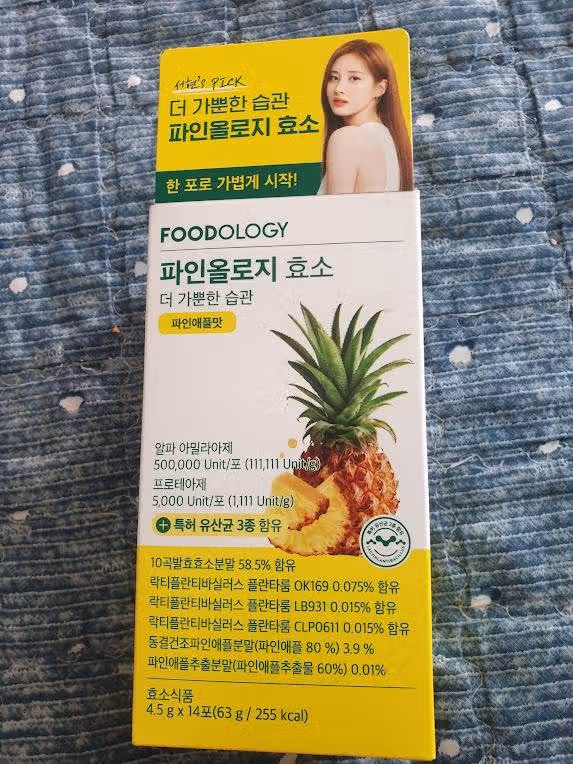 서현's PICK
더 가뿐한 습관
파인올로지 효소
한 포로 가볍게 시작!
FOODOLOGY
파인올로지 효소
더 가뿐한 습관
파인애플맛
알파 아밀라아제
500,000 Unit/포 (111,111 Unit/g)
프로테아제
5,000 Unit/포 (1,111 Unit/g)
+ 특허 유산균 3종 함유
특허 유산균 3종 함유
10곡발효효소분말 58.5% 함유
락티플란티바실러스 플란타룸 OK169 0.075% 함유
락티플란티바실러스 플란타룸 LB931 0.015% 함유
락티플란티바실러스 플란타룸 CLP0611 0.015% 함유
동결건조파인애플분말(파인애플 80 %) 3.9 %
파인애플추출분말(파인애플추출물 60%) 0.01%
효소식품
4.5 g x 14포(63 g / 255 kcal)